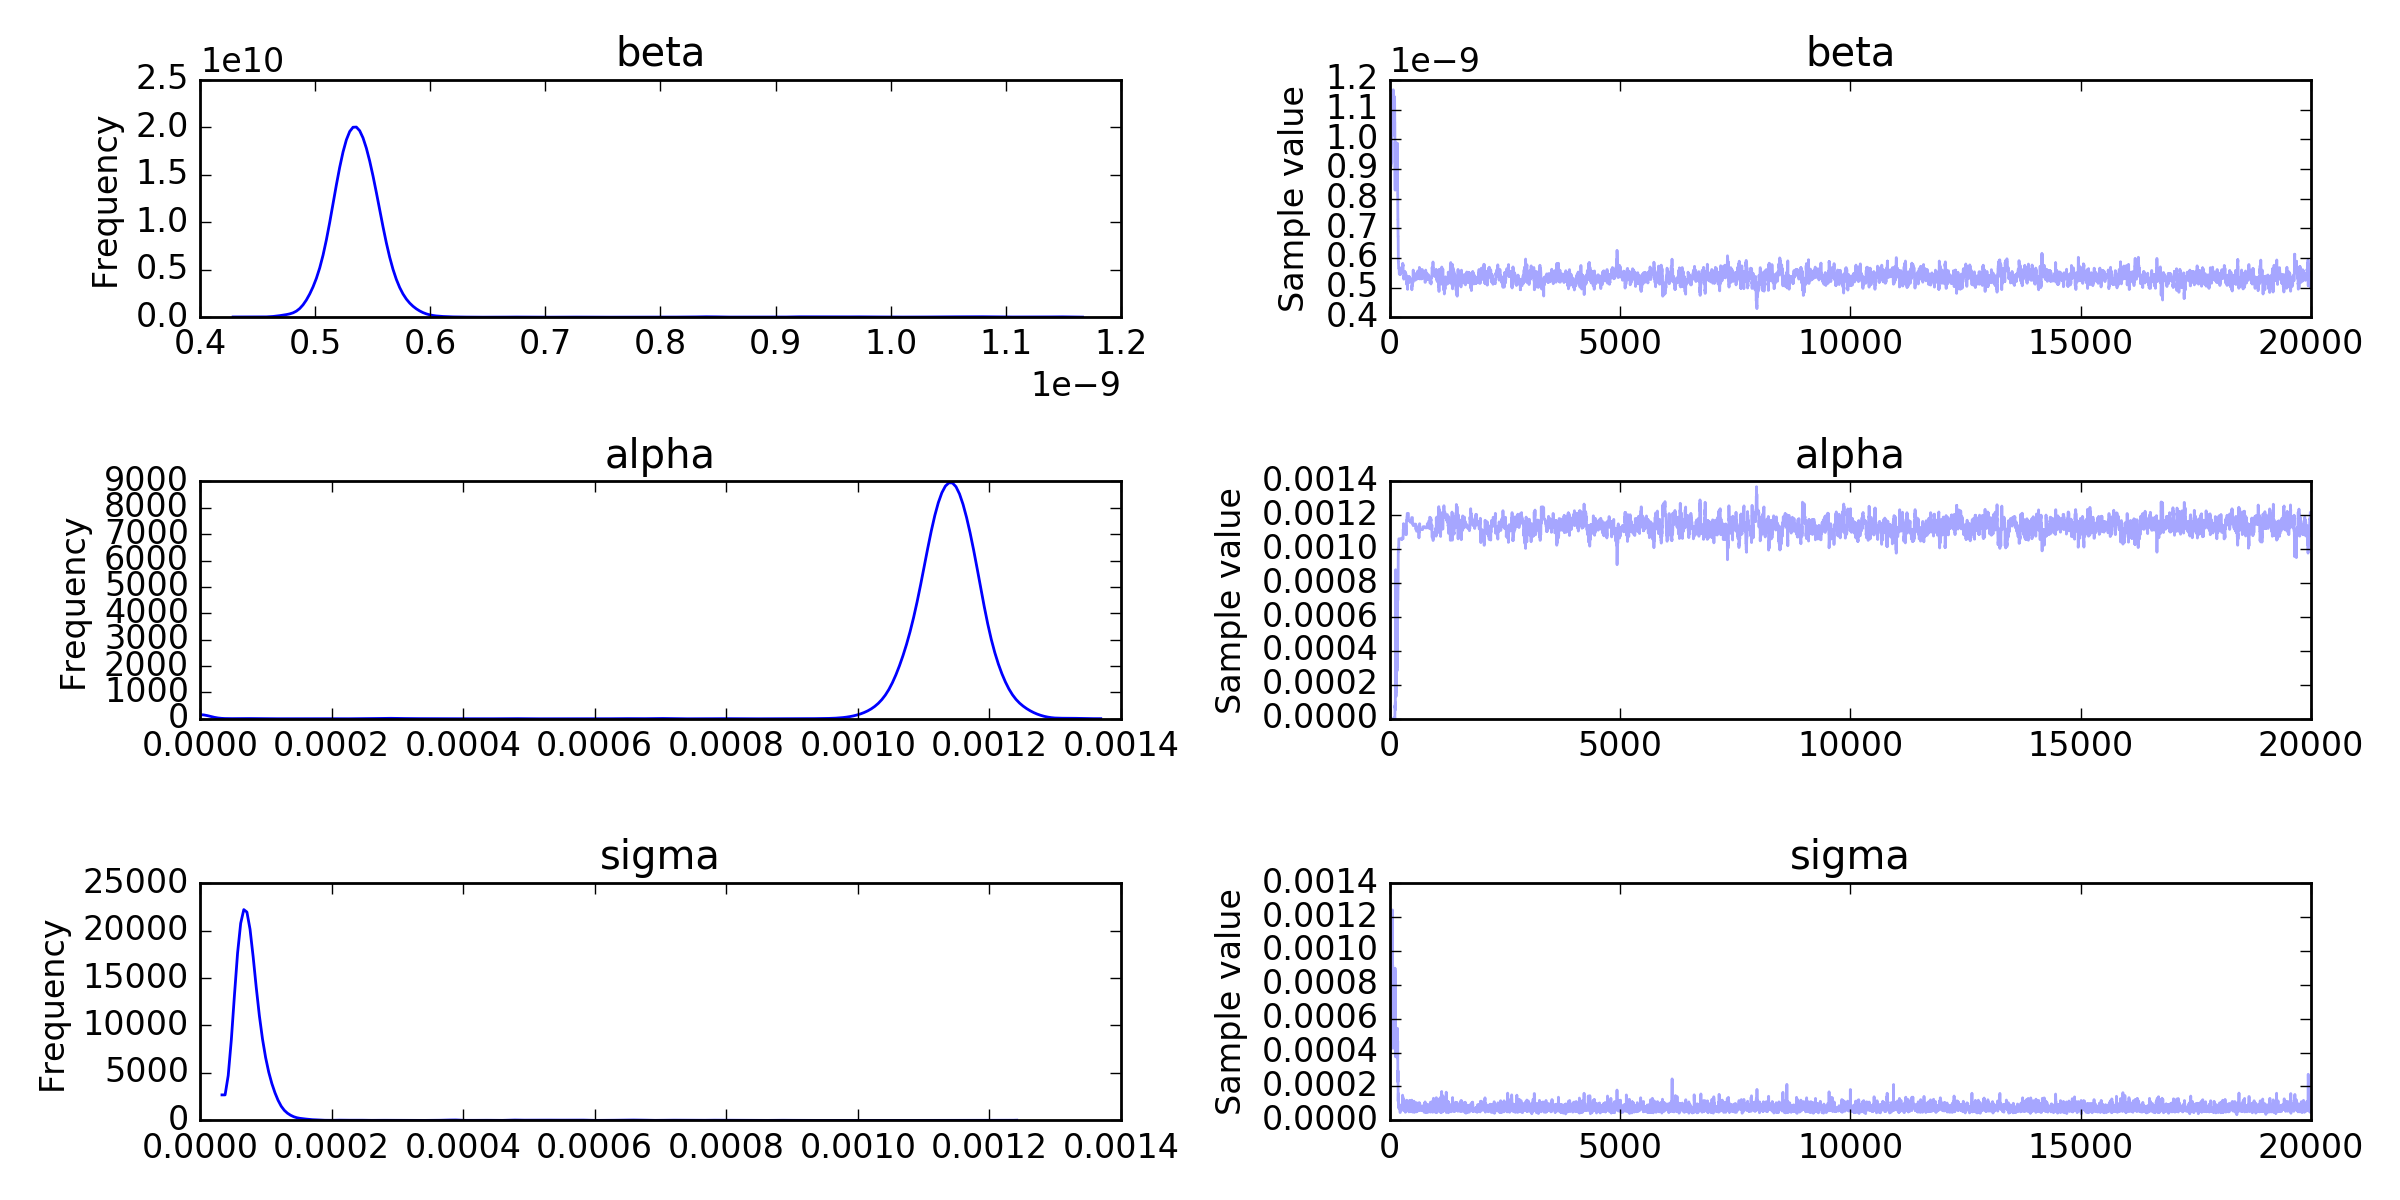 beta
1e10
2.5
2.0
1.5
1.0
0.5
0.0
Frequency
0.4 0.5 0.6 0.7 0.8 0.9 1.0 1.1 1.2
1e−9
beta
1e−9
1.2
1.1
1.0
0.9
0.8
0.7
0.6
0.5
0.4
Sample value
0 5000 10000 15000 20000
alpha
9000
8000
7000
6000
5000
4000
3000
2000
1000
0
Frequency
0.0000 0.0002 0.0004 0.0006 0.0008 0.0010 0.0012 0.0014
alpha
0.0014
0.0012
0.0010
0.0008
0.0006
0.0004
0.0002
0.0000
Sample value
0 5000 10000 15000 20000
sigma
25000
20000
15000
10000
5000
0
Frequency
0.0000 0.0002 0.0004 0.0006 0.0008 0.0010 0.0012 0.0014
sigma
0.0014
0.0012
0.0010
0.0008
0.0006
0.0004
0.0002
0.0000
Sample value
0 5000 10000 15000 20000